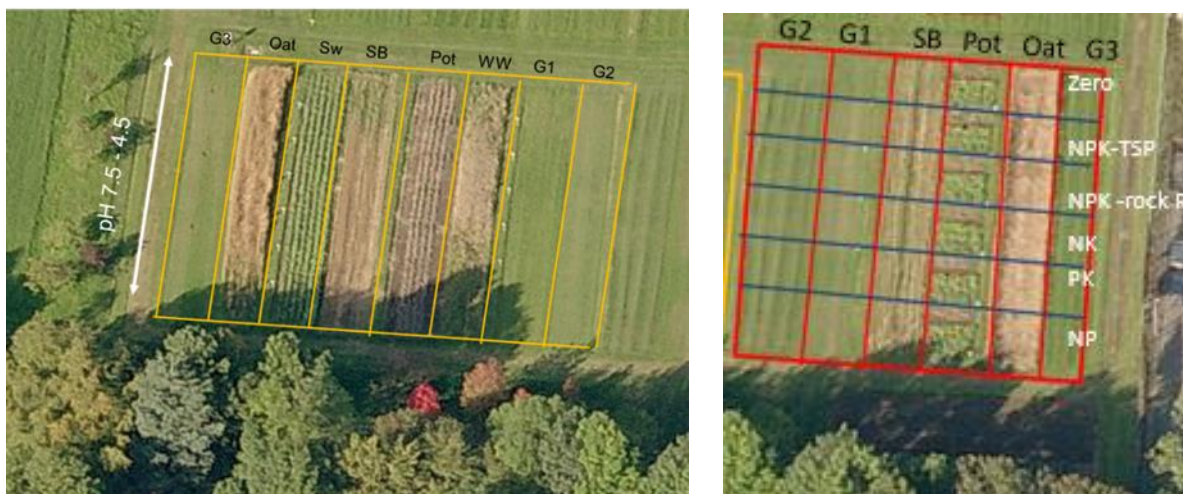 G3 Oat Sw SB Pot WW G1 G2
pH 7.5 - 4.5
G2 G1 SB Pot Oat G3
Zero
NPK-TSP
NPK -rock P
NK
PK
NP